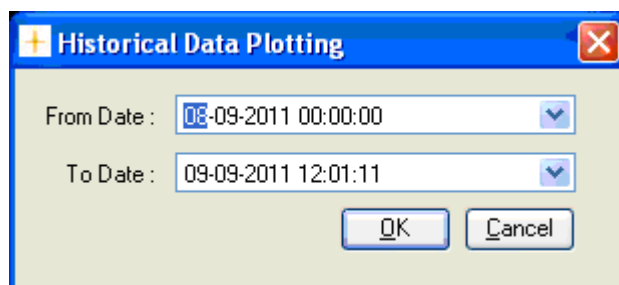 Historical Data Plotting
From Date : 08-09-2011 00:00:00
To Date : 09-09-2011 12:01:11
OK Cancel